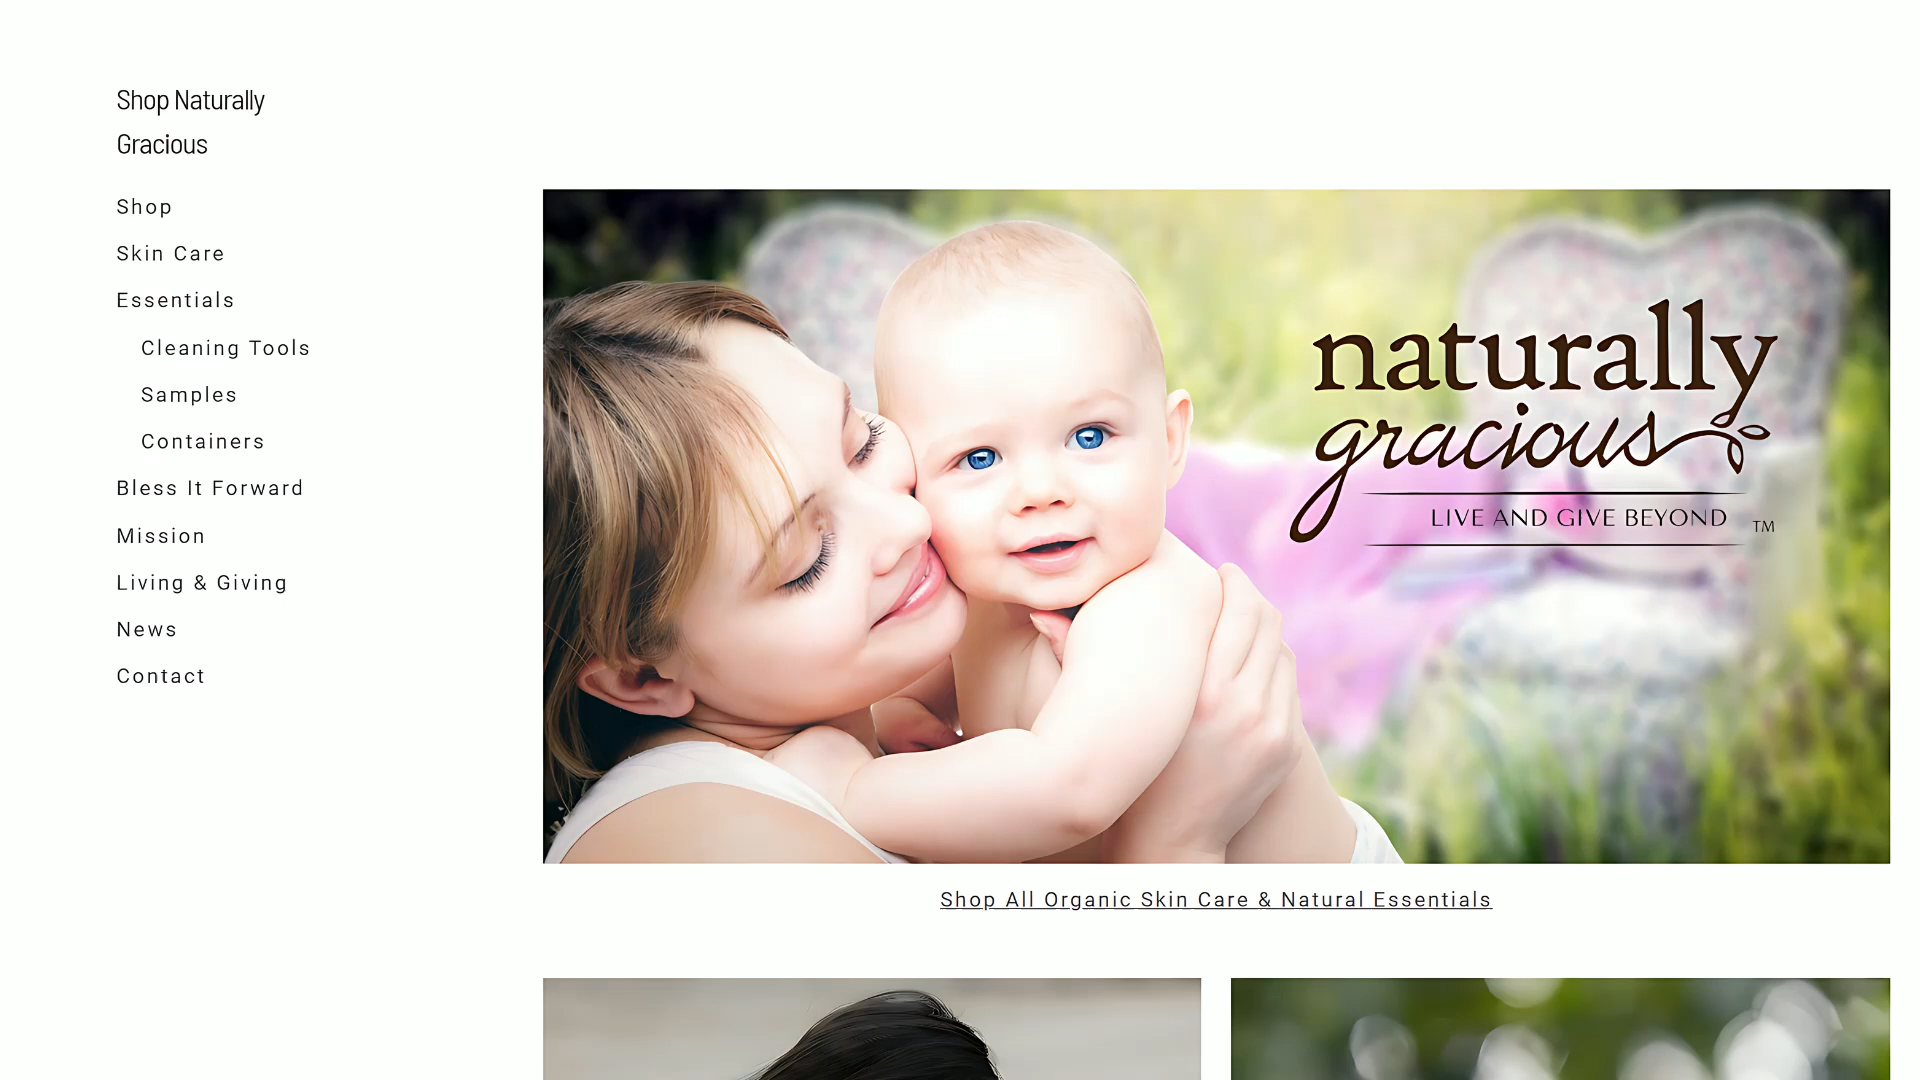 Shop Naturally
Gracious
Shop
Skin Care
Essentials
Cleaning Tools
Samples
Containers
Bless It Forward
Mission
Living & Giving
News
Contact
naturally
gracious
LIVE AND GIVE BEYOND TM
Shop All Organic Skin Care & Natural Essentials